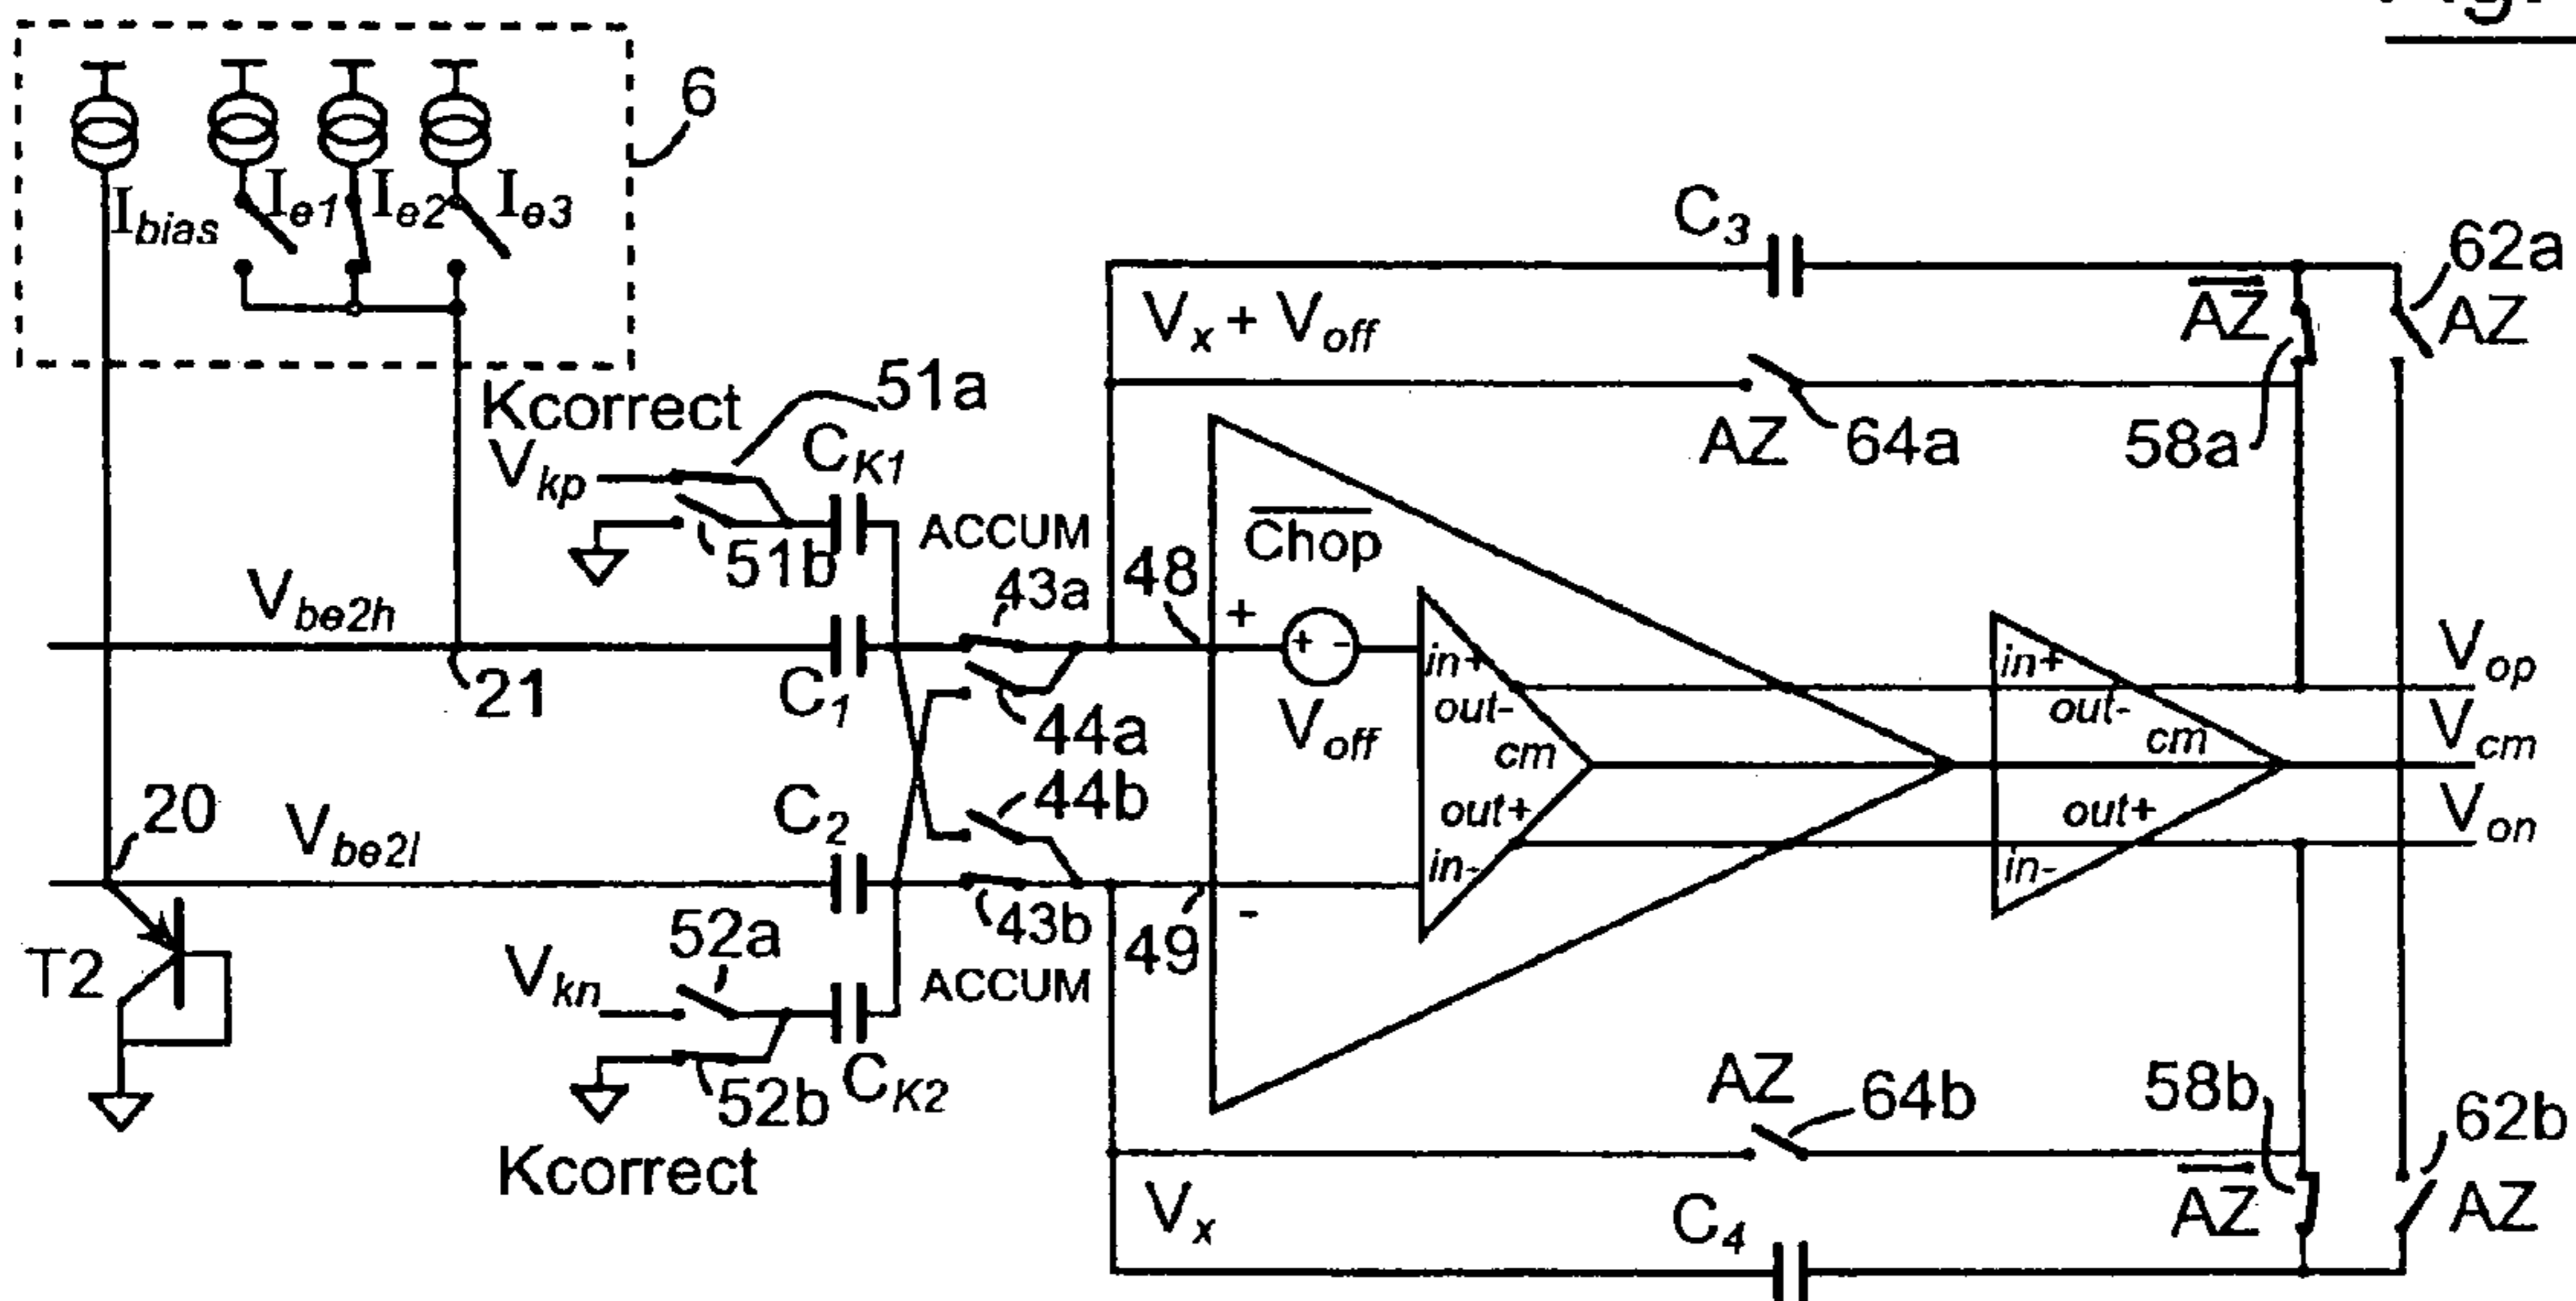 6
I_bias
I_e1
I_e2
I_e3
C_3
62a
V_x + V_off
A̅Z̅
AZ
Kcorrect
51a
V_kp
C_K1
AZ
64a
58a
51b
ACCUM
C̅h̅o̅p̅
48
43a
V_be2h
+
+ -
in+
in+
V_op
21
C_1
44a
V_off
out-
out-
cm
cm
V_cm
20
C_2
44b
out+
out+
V_on
V_be2l
in-
in-
52a
43b
49
-
T2
V_kn
ACCUM
52b
C_K2
AZ
64b
58b
62b
Kcorrect
V_x
C_4
A̅Z̅
AZ